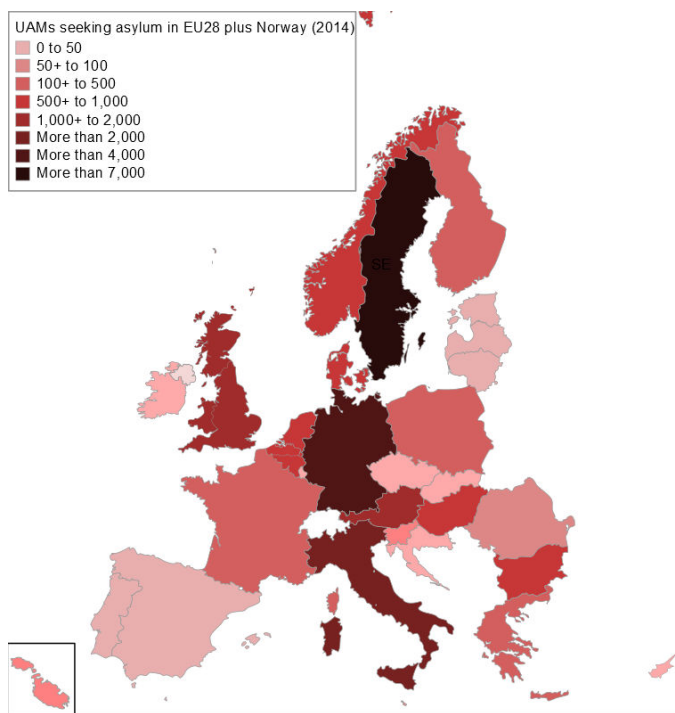 UAMs seeking asylum in EU28 plus Norway (2014)
0 to 50
50+ to 100
100+ to 500
500+ to 1,000
1,000+ to 2,000
More than 2,000
More than 4,000
More than 7,000
SE